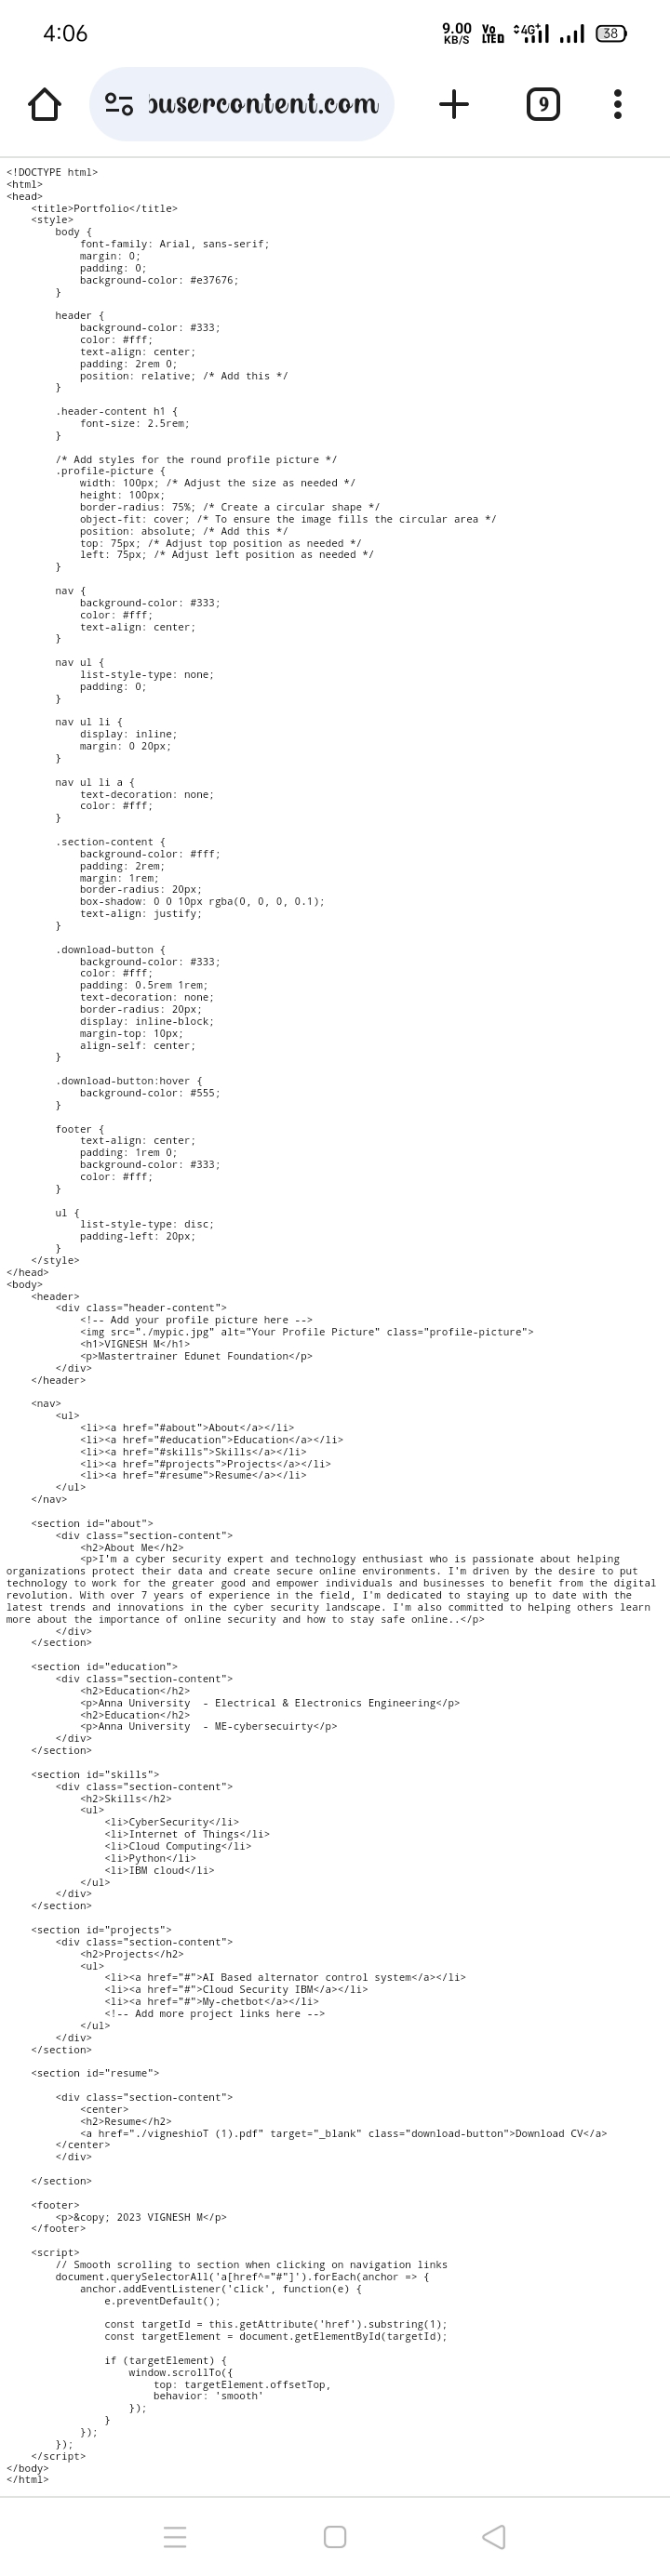 4:06
9.00 KB/S Vo LTED 4G+ 38
busercontent.com 9
<!DOCTYPE html>
<html>
<head>
    <title>Portfolio</title>
    <style>
        body {
            font-family: Arial, sans-serif;
            margin: 0;
            padding: 0;
            background-color: #e37676;
        }

        header {
            background-color: #333;
            color: #fff;
            text-align: center;
            padding: 2rem 0;
            position: relative; /* Add this */
        }

        .header-content h1 {
            font-size: 2.5rem;
        }

        /* Add styles for the round profile picture */
        .profile-picture {
            width: 100px; /* Adjust the size as needed */
            height: 100px;
            border-radius: 75%; /* Create a circular shape */
            object-fit: cover; /* To ensure the image fills the circular area */
            position: absolute; /* Add this */
            top: 75px; /* Adjust top position as needed */
            left: 75px; /* Adjust left position as needed */
        }

        nav {
            background-color: #333;
            color: #fff;
            text-align: center;
        }

        nav ul {
            list-style-type: none;
            padding: 0;
        }

        nav ul li {
            display: inline;
            margin: 0 20px;
        }

        nav ul li a {
            text-decoration: none;
            color: #fff;
        }

        .section-content {
            background-color: #fff;
            padding: 2rem;
            margin: 1rem;
            border-radius: 20px;
            box-shadow: 0 0 10px rgba(0, 0, 0, 0.1);
            text-align: justify;
        }

        .download-button {
            background-color: #333;
            color: #fff;
            padding: 0.5rem 1rem;
            text-decoration: none;
            border-radius: 20px;
            display: inline-block;
            margin-top: 10px;
            align-self: center;
        }

        .download-button:hover {
            background-color: #555;
        }

        footer {
            text-align: center;
            padding: 1rem 0;
            background-color: #333;
            color: #fff;
        }

        ul {
            list-style-type: disc;
            padding-left: 20px;
        }
    </style>
</head>
<body>
    <header>
        <div class="header-content">
            <!-- Add your profile picture here -->
            <img src="./mypic.jpg" alt="Your Profile Picture" class="profile-picture">
            <h1>VIGNESH M</h1>
            <p>Mastertrainer Edunet Foundation</p>
        </div>
    </header>

    <nav>
        <ul>
            <li><a href="#about">About</a></li>
            <li><a href="#education">Education</a></li>
            <li><a href="#skills">Skills</a></li>
            <li><a href="#projects">Projects</a></li>
            <li><a href="#resume">Resume</a></li>
        </ul>
    </nav>

    <section id="about">
        <div class="section-content">
            <h2>About Me</h2>
            <p>I'm a cyber security expert and technology enthusiast who is passionate about helping
organizations protect their data and create secure online environments. I'm driven by the desire to put
technology to work for the greater good and empower individuals and businesses to benefit from the digital
revolution. With over 7 years of experience in the field, I'm dedicated to staying up to date with the
latest trends and innovations in the cyber security landscape. I'm also committed to helping others learn
more about the importance of online security and how to stay safe online..</p>
        </div>
    </section>

    <section id="education">
        <div class="section-content">
            <h2>Education</h2>
            <p>Anna University  - Electrical & Electronics Engineering</p>
            <h2>Education</h2>
            <p>Anna University  - ME-cybersecuirty</p>
        </div>
    </section>

    <section id="skills">
        <div class="section-content">
            <h2>Skills</h2>
            <ul>
                <li>CyberSecurity</li>
                <li>Internet of Things</li>
                <li>Cloud Computing</li>
                <li>Python</li>
                <li>IBM cloud</li>
            </ul>
        </div>
    </section>

    <section id="projects">
        <div class="section-content">
            <h2>Projects</h2>
            <ul>
                <li><a href="#">AI Based alternator control system</a></li>
                <li><a href="#">Cloud Security IBM</a></li>
                <li><a href="#">My-chetbot</a></li>
                <!-- Add more project links here -->
            </ul>
        </div>
    </section>

    <section id="resume">

        <div class="section-content">
            <center>
            <h2>Resume</h2>
            <a href="./vigneshioT (1).pdf" target="_blank" class="download-button">Download CV</a>
        </center>
        </div>

    </section>

    <footer>
        <p>&copy; 2023 VIGNESH M</p>
    </footer>

    <script>
        // Smooth scrolling to section when clicking on navigation links
        document.querySelectorAll('a[href^="#"]').forEach(anchor => {
            anchor.addEventListener('click', function(e) {
                e.preventDefault();

                const targetId = this.getAttribute('href').substring(1);
                const targetElement = document.getElementById(targetId);

                if (targetElement) {
                    window.scrollTo({
                        top: targetElement.offsetTop,
                        behavior: 'smooth'
                    });
                }
            });
        });
    </script>
</body>
</html>